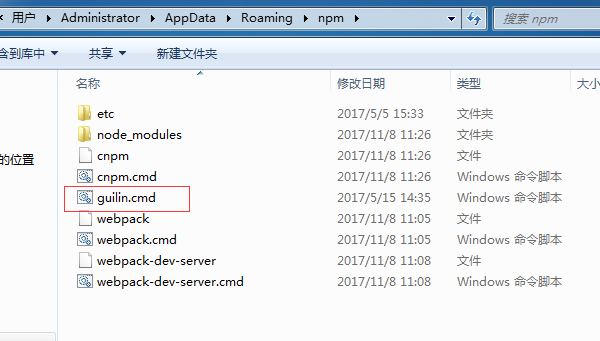 用户 ▸ Administrator ▸ AppData ▸ Roaming ▸ npm ▸ 搜索 npm
含到库中 共享 新建文件夹
名称 修改日期 类型 大小
etc 2017/5/5 15:33 文件夹
node_modules 2017/11/8 11:26 文件夹
的位置
cnpm 2017/11/8 11:26 文件
cnpm.cmd 2017/11/8 11:26 Windows 命令脚本
guilin.cmd 2017/5/15 14:35 Windows 命令脚本
webpack 2017/11/8 11:05 文件
webpack.cmd 2017/11/8 11:05 Windows 命令脚本
webpack-dev-server 2017/11/8 11:08 文件
webpack-dev-server.cmd 2017/11/8 11:08 Windows 命令脚本